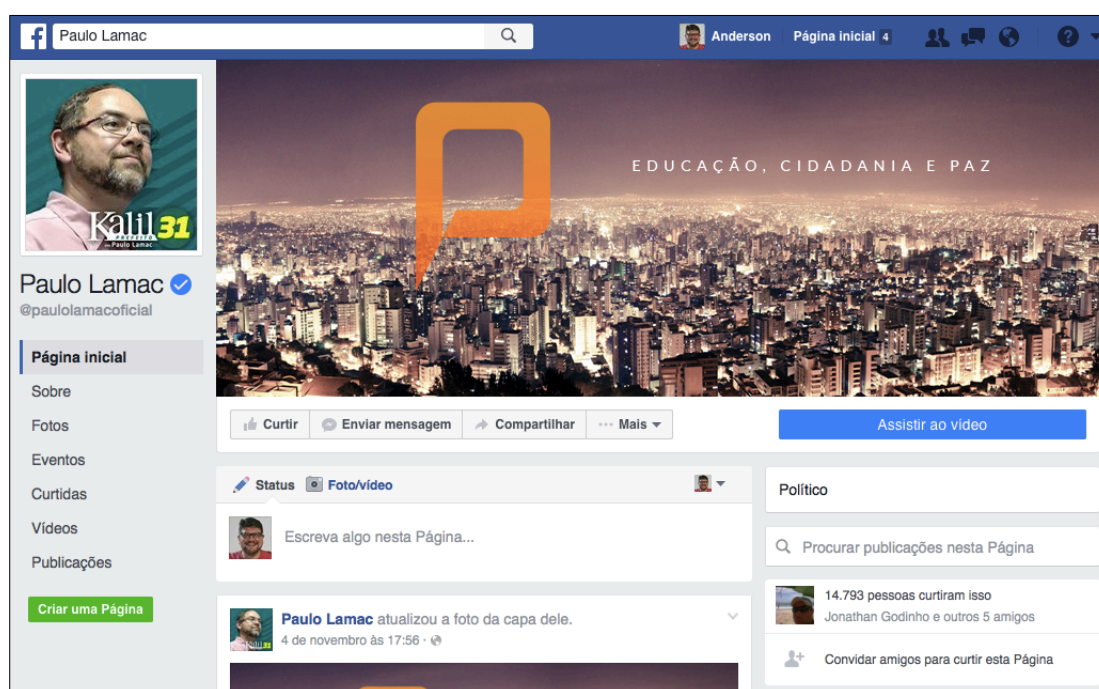 Paulo Lamac
Anderson
Página inicial 4
EDUCAÇÃO, CIDADANIA E PAZ
Kalil 31
PREFEITO
com Paulo Lamac
Paulo Lamac
@paulolamacoficial
Página inicial
Sobre
Fotos
Eventos
Curtidas
Vídeos
Publicações
Criar uma Página
Curtir
Enviar mensagem
Compartilhar
Mais
Assistir ao vídeo
Status
Foto/vídeo
Escreva algo nesta Página...
Paulo Lamac atualizou a foto da capa dele.
4 de novembro às 17:56 ·
Político
Procurar publicações nesta Página
14.793 pessoas curtiram isso
Jonathan Godinho e outros 5 amigos
Convidar amigos para curtir esta Página